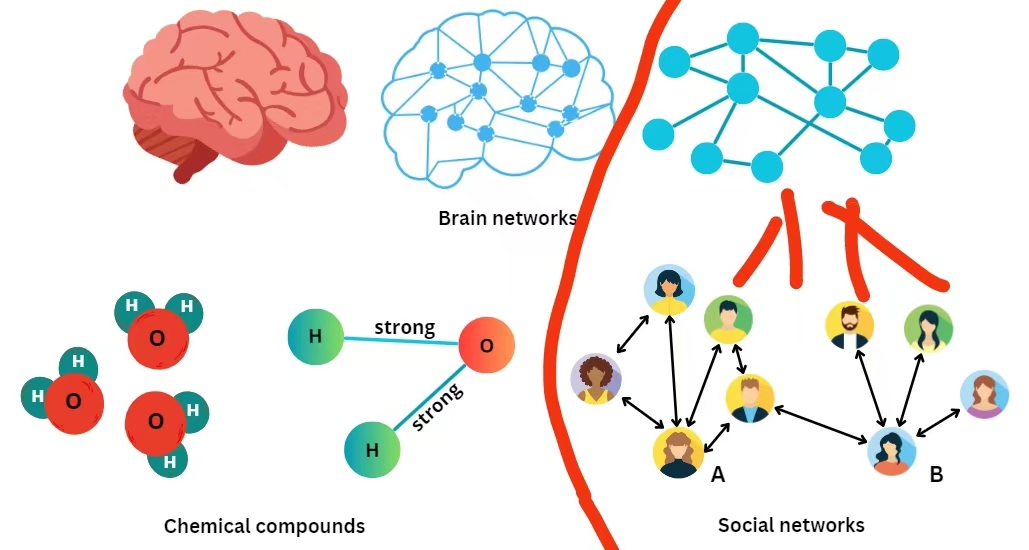 Brain networks
H H
O
H
H O
O H
H
H strong O
strong
H
A B
Chemical compounds
Social networks